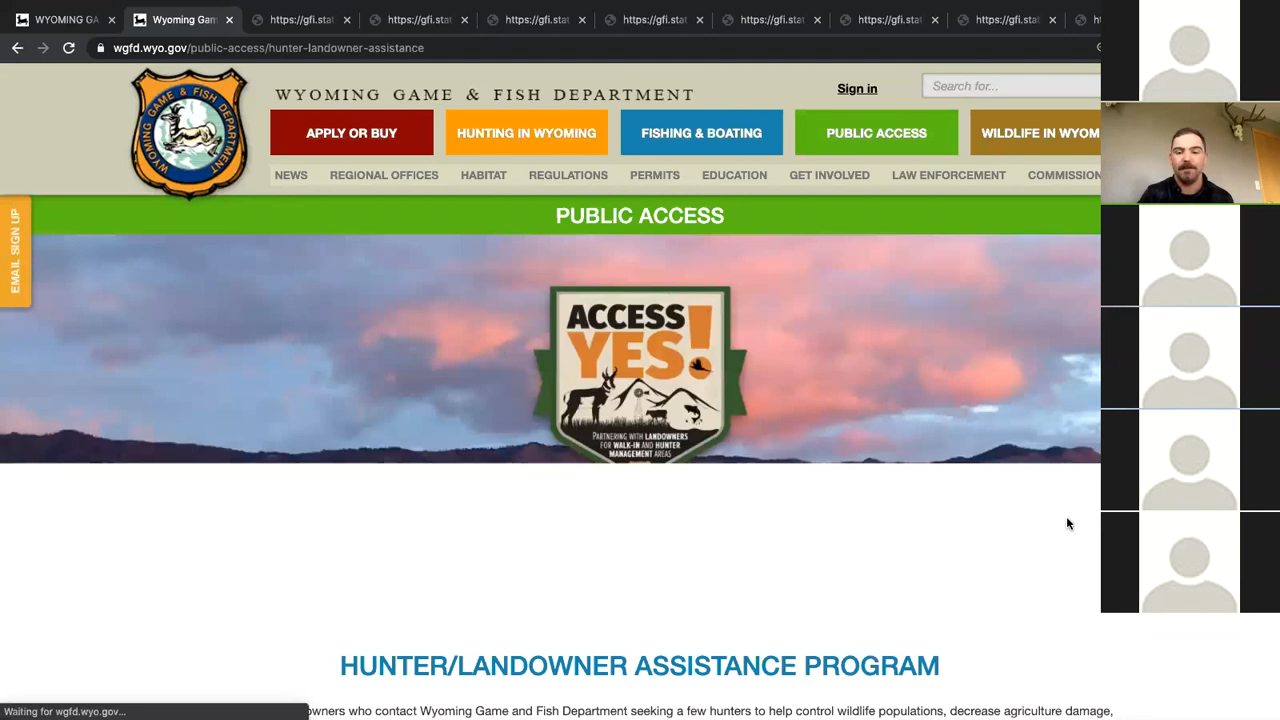 WYOMING GA
Wyoming Gam
https://gfi.stat
https://gfi.stat
https://gfi.stat
https://gfi.stat
https://gfi.stat
https://gfi.stat
https://gfi.stat
wgfd.wyo.gov/public-access/hunter-landowner-assistance
WYOMING GAME & FISH DEPARTMENT
WYOMING GAME & FISH DEPARTMENT
Sign in
Search for...
APPLY OR BUY
HUNTING IN WYOMING
FISHING & BOATING
PUBLIC ACCESS
WILDLIFE IN WYOM
NEWS
REGIONAL OFFICES
HABITAT
REGULATIONS
PERMITS
EDUCATION
GET INVOLVED
LAW ENFORCEMENT
COMMISSION
EMAIL SIGN UP
PUBLIC ACCESS
ACCESS
YES!
PARTNERING WITH LANDOWNERS
FOR WALK-IN AND HUNTER
MANAGEMENT AREAS
HUNTER/LANDOWNER ASSISTANCE PROGRAM
Waiting for wgfd.wyo.gov...
owners who contact Wyoming Game and Fish Department seeking a few hunters to help control wildlife populations, decrease agriculture damage,